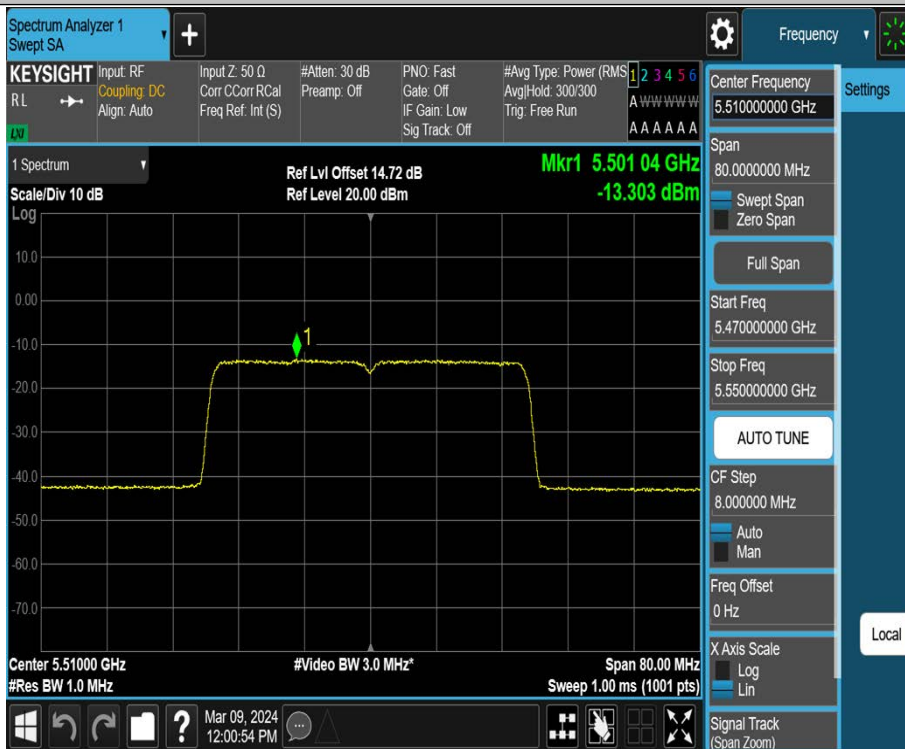 Spectrum Analyzer 1
Swept SA
+
Frequency
KEYSIGHT
RL
LXI
Input: RF
Coupling: DC
Align: Auto
Input Z: 50 Ω
Corr CCorr RCal
Freq Ref: Int (S)
#Atten: 30 dB
Preamp: Off
PNO: Fast
Gate: Off
IF Gain: Low
Sig Track: Off
#Avg Type: Power (RMS
Avg|Hold: 300/300
Trig: Free Run
1 2 3 4 5 6
A W W W W W
A A A A A A
1 Spectrum
Scale/Div 10 dB
Log
Ref Lvl Offset 14.72 dB
Ref Level 20.00 dBm
Mkr1 5.501 04 GHz
-13.303 dBm
10.0
0.00
-10.0
-20.0
-30.0
-40.0
-50.0
-60.0
-70.0
1
Center 5.51000 GHz
#Res BW 1.0 MHz
#Video BW 3.0 MHz*
Span 80.00 MHz
Sweep 1.00 ms (1001 pts)
?
Mar 09, 2024
12:00:54 PM
Center Frequency
5.510000000 GHz
Span
80.0000000 MHz
Swept Span
Zero Span
Full Span
Start Freq
5.470000000 GHz
Stop Freq
5.550000000 GHz
AUTO TUNE
CF Step
8.000000 MHz
Auto
Man
Freq Offset
0 Hz
X Axis Scale
Log
Lin
Signal Track
(Span Zoom)
Settings
Local